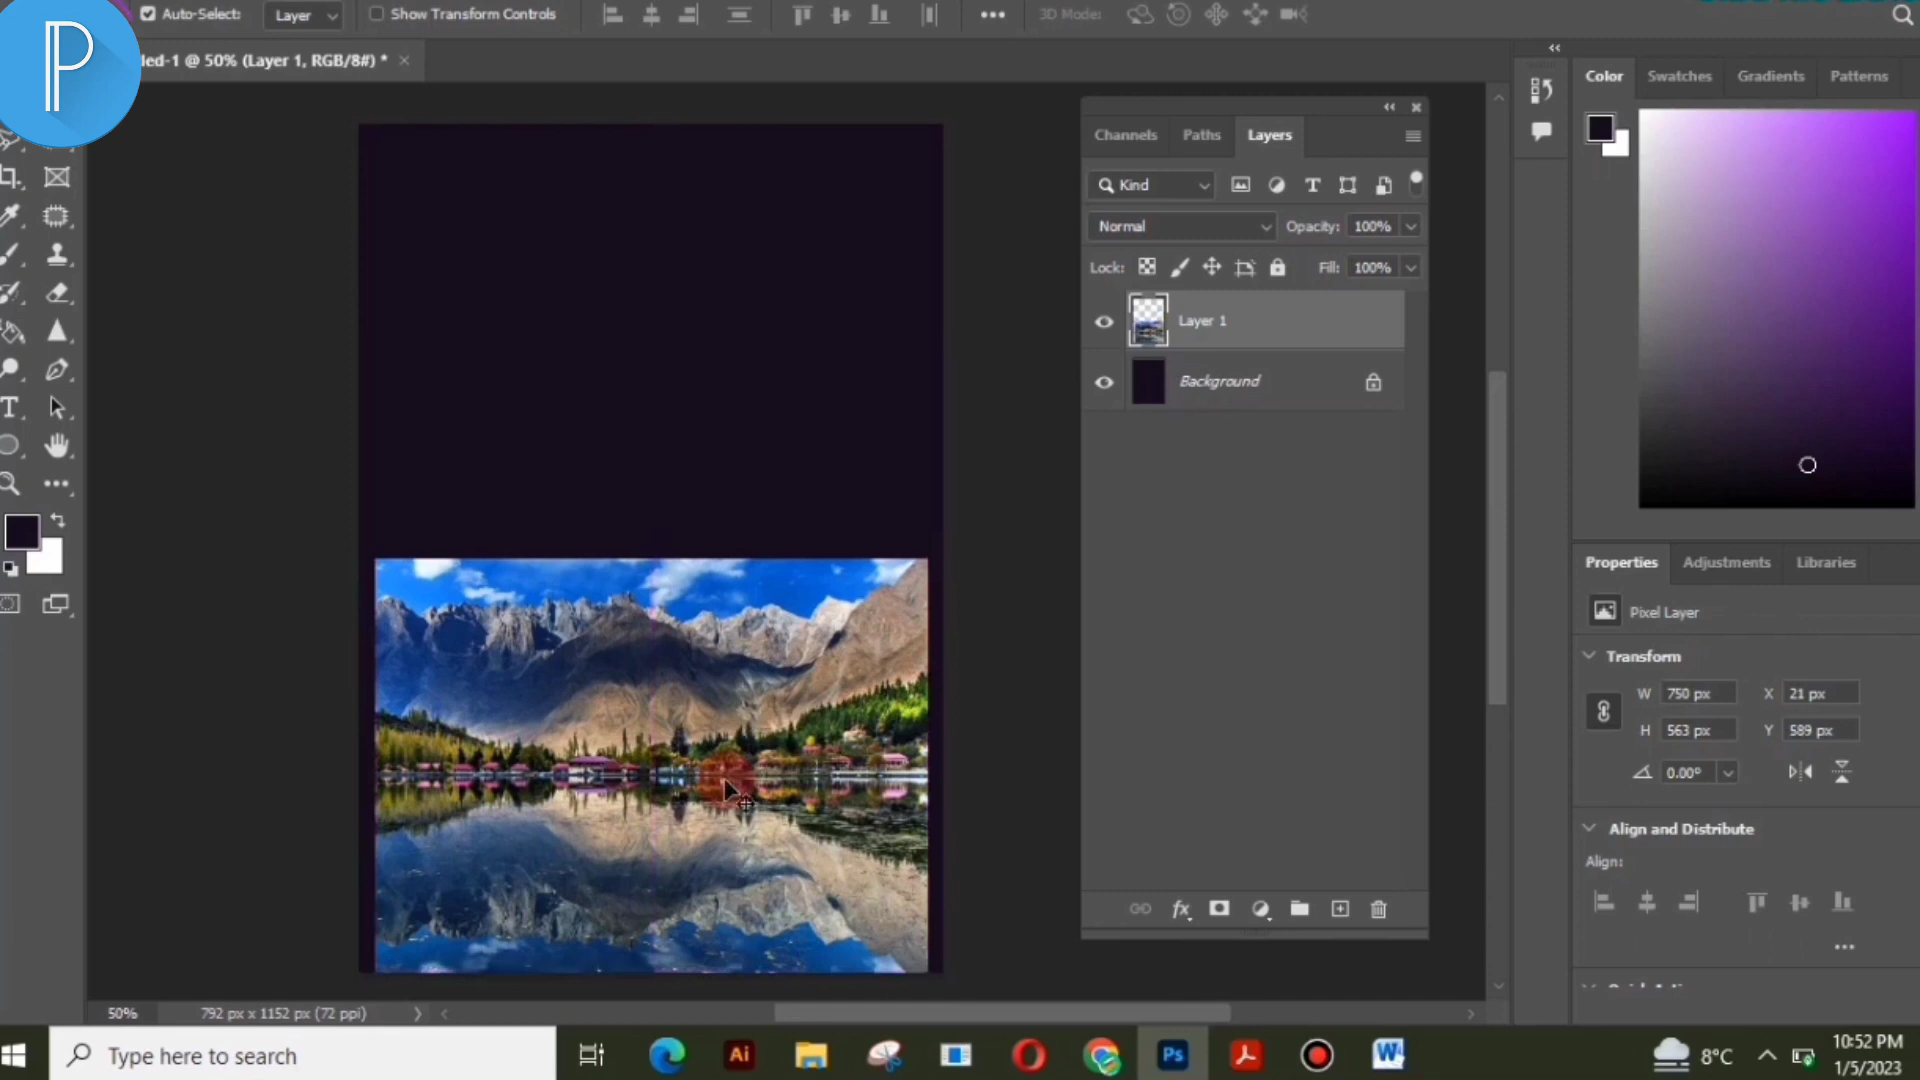 Auto-Select: Layer Show Transform Controls 3D Mode:
led-1 @ 50% (Layer 1, RGB/8#) *
P
Channels Paths Layers
Kind
Normal Opacity: 100%
Lock: Fill: 100%
Layer 1
Background
Color Swatches Gradients Patterns
Properties Adjustments Libraries
Pixel Layer
Transform
W 750 px X 21 px
H 563 px Y 589 px
0.00°
Align and Distribute
Align:
50% 792 px x 1152 px (72 ppi)
Type here to search
Ai
Ps
W
8°C
10:52 PM
1/5/2023